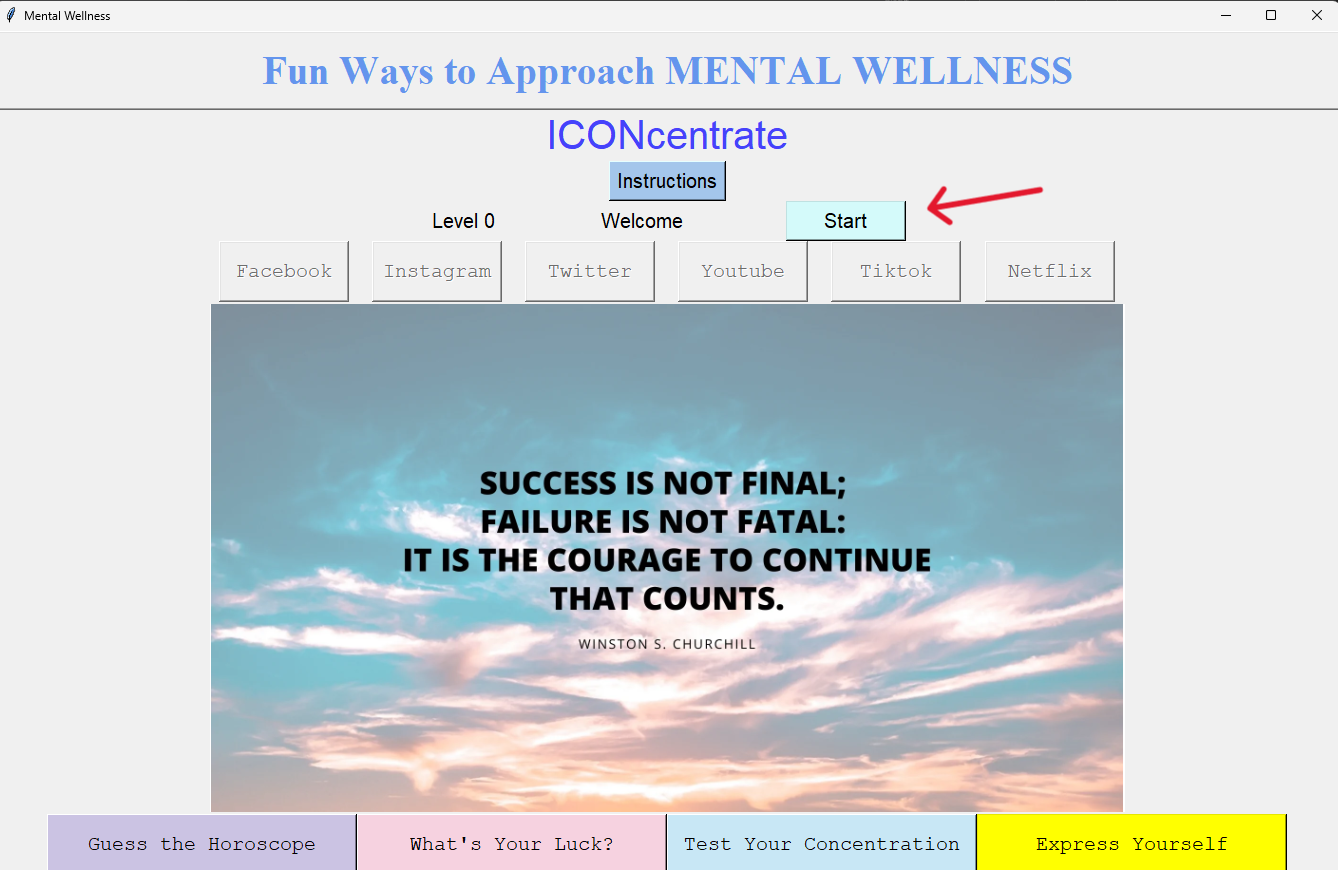 Mental Wellness
Fun Ways to Approach MENTAL WELLNESS
ICONcentrate
Instructions
Level 0 Welcome Start
Facebook Instagram Twitter Youtube Tiktok Netflix
SUCCESS IS NOT FINAL;
FAILURE IS NOT FATAL:
IT IS THE COURAGE TO CONTINUE
THAT COUNTS.
WINSTON S. CHURCHILL
Guess the Horoscope What's Your Luck? Test Your Concentration Express Yourself